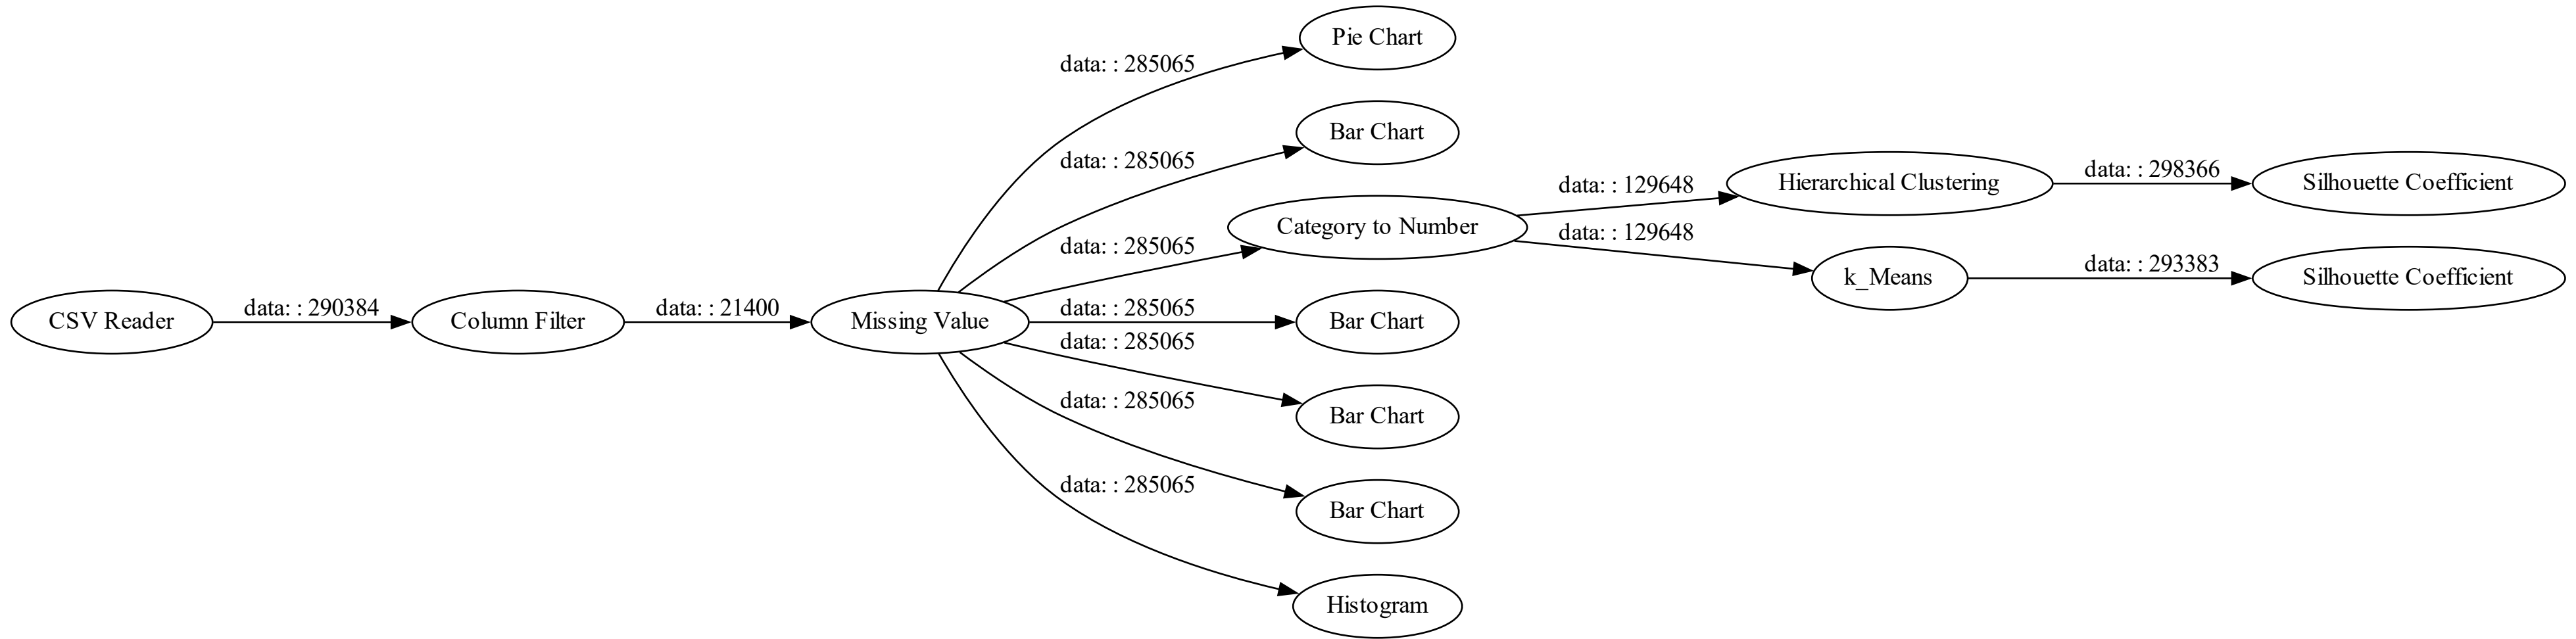 Pie Chart
data: : 285065
Bar Chart
data: : 285065
Hierarchical Clustering
data: : 298366
Silhouette Coefficient
data: : 129648
Category to Number
data: : 285065
data: : 129648
k_Means
data: : 293383
Silhouette Coefficient
CSV Reader
data: : 290384
Column Filter
data: : 21400
Missing Value
data: : 285065
Bar Chart
data: : 285065
Bar Chart
data: : 285065
Bar Chart
data: : 285065
Histogram